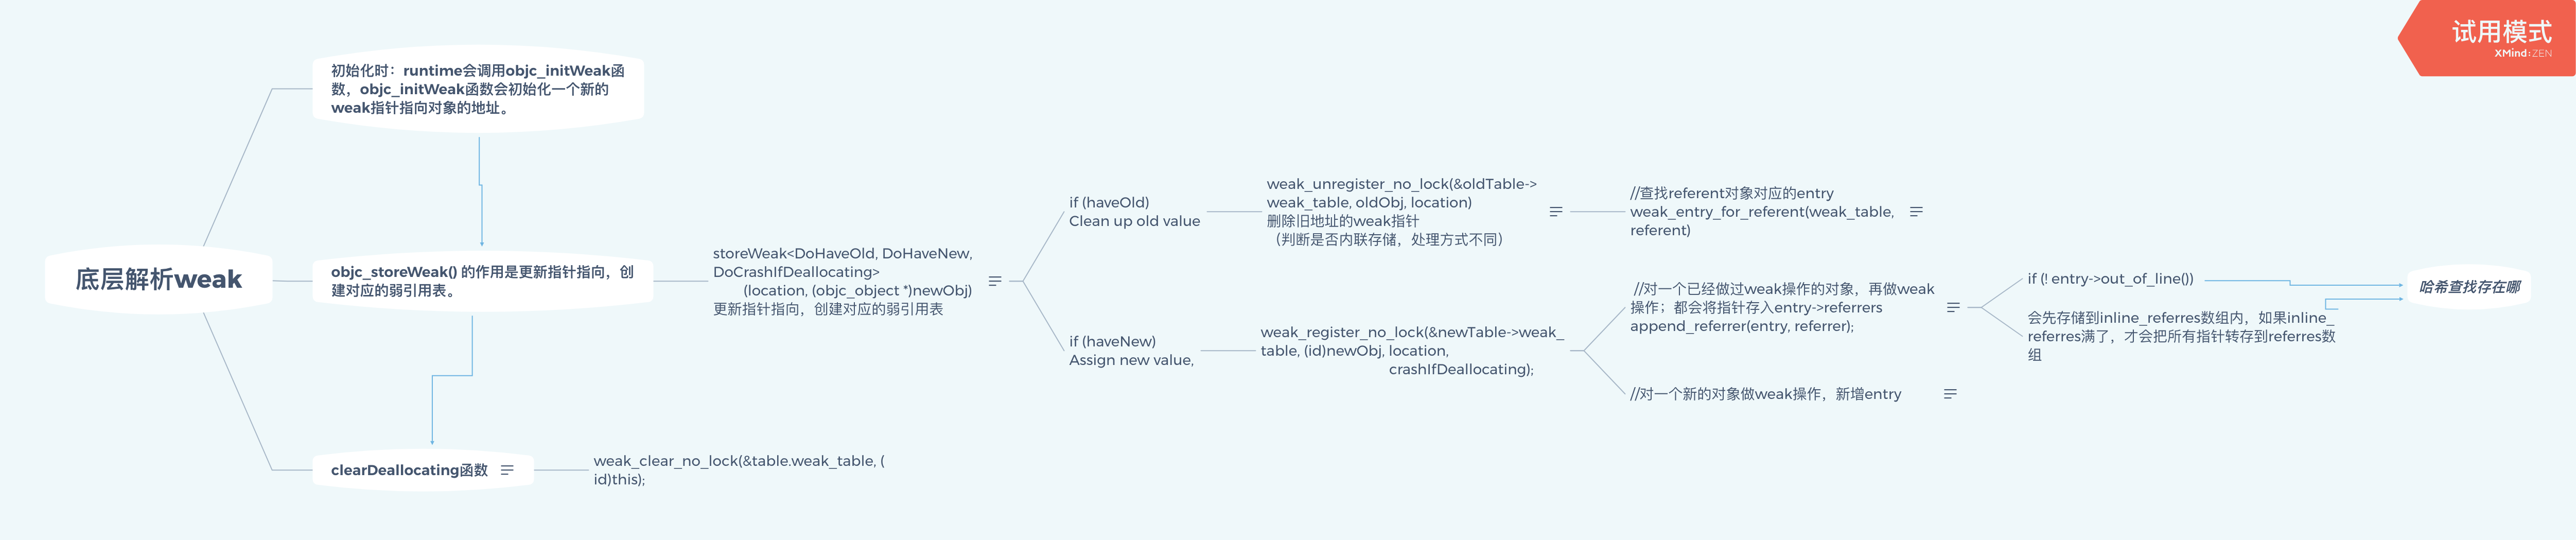 试用模式
XMind:ZEN
初始化时：runtime会调用objc_initWeak函
数，objc_initWeak函数会初始化一个新的
weak指针指向对象的地址。
底层解析weak
objc_storeWeak() 的作用是更新指针指向，创
建对应的弱引用表。
storeWeak<DoHaveOld, DoHaveNew,
DoCrashIfDeallocating>
(location, (objc_object *)newObj)
更新指针指向，创建对应的弱引用表
if (haveOld)
Clean up old value
weak_unregister_no_lock(&oldTable->
weak_table, oldObj, location)
删除旧地址的weak指针
（判断是否内联存储，处理方式不同）
//查找referent对象对应的entry
weak_entry_for_referent(weak_table,
referent)
if (haveNew)
Assign new value,
weak_register_no_lock(&newTable->weak_
table, (id)newObj, location,
crashIfDeallocating);
//对一个已经做过weak操作的对象，再做weak
操作；都会将指针存入entry->referrers
append_referrer(entry, referrer);
if (! entry->out_of_line())
会先存储到inline_referres数组内，如果inline_
referres满了，才会把所有指针转存到referres数
组
哈希查找存在哪
//对一个新的对象做weak操作，新增entry
clearDeallocating函数
weak_clear_no_lock(&table.weak_table, (
id)this);